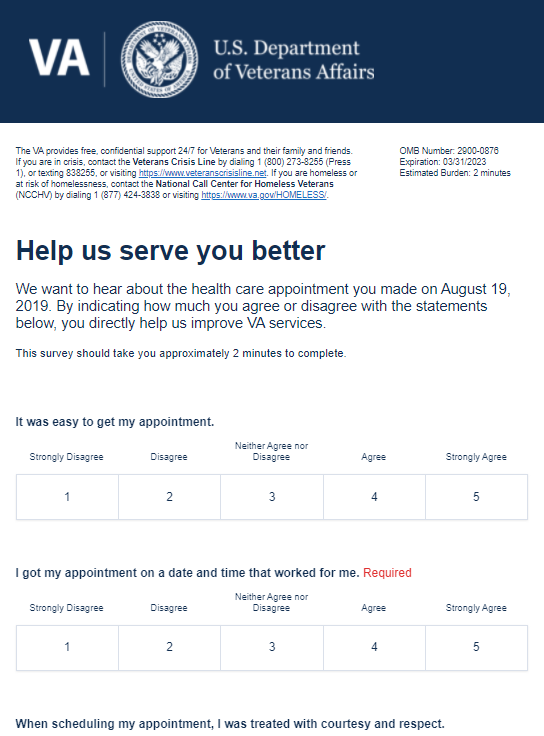 VA
U.S. Department
of Veterans Affairs
The VA provides free, confidential support 24/7 for Veterans and their family and friends.
If you are in crisis, contact the Veterans Crisis Line by dialing 1 (800) 273-8255 (Press
1), or texting 838255, or visiting https://www.veteranscrisisline.net. If you are homeless or
at risk of homelessness, contact the National Call Center for Homeless Veterans
(NCCHV) by dialing 1 (877) 424-3838 or visiting https://www.va.gov/HOMELESS/.
OMB Number: 2900-0876
Expiration: 03/31/2023
Estimated Burden: 2 minutes
Help us serve you better
We want to hear about the health care appointment you made on August 19,
2019. By indicating how much you agree or disagree with the statements
below, you directly help us improve VA services.
This survey should take you approximately 2 minutes to complete.
It was easy to get my appointment.
Strongly Disagree
Disagree
Neither Agree nor
Disagree
Agree
Strongly Agree
1 2 3 4 5
I got my appointment on a date and time that worked for me. Required
Strongly Disagree
Disagree
Neither Agree nor
Disagree
Agree
Strongly Agree
1 2 3 4 5
When scheduling my appointment, I was treated with courtesy and respect.